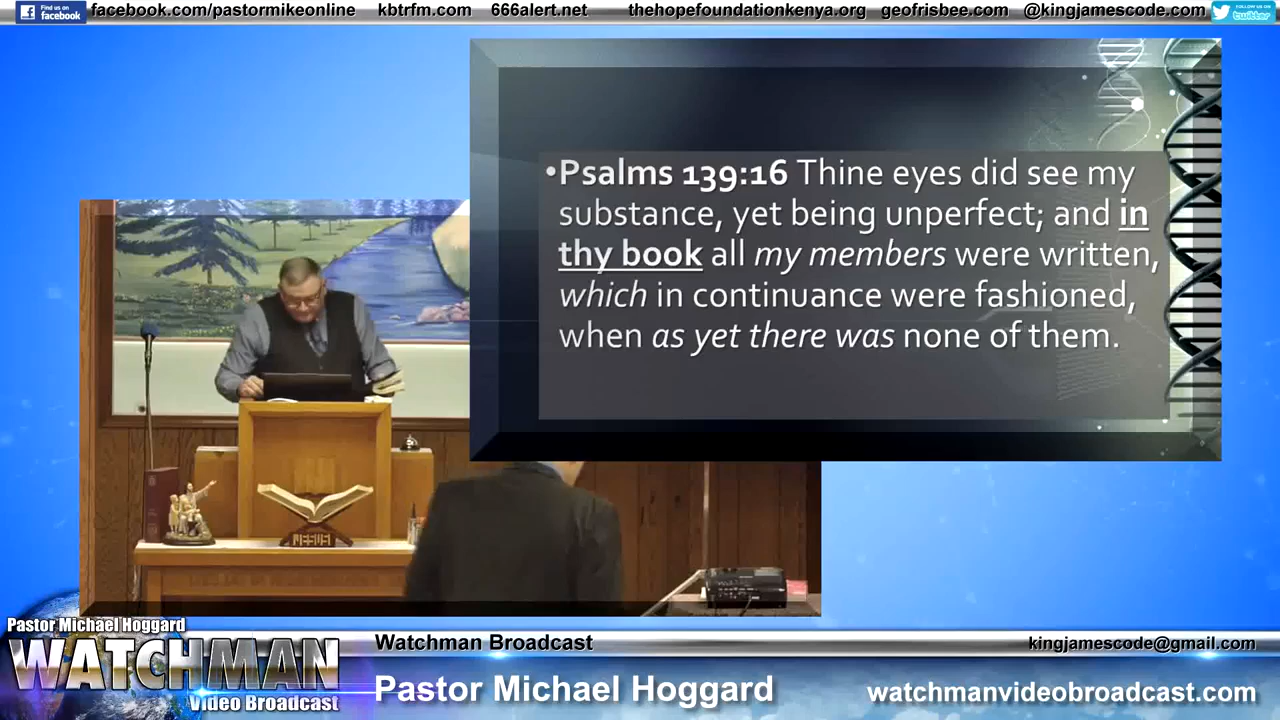 Find us on
facebook
facebook.com/pastormikeonline kbtrfm.com 666alert.net thehopefoundationkenya.org geofrisbee.com @kingjamescode.com
FOLLOW US ON
twitter
•Psalms 139:16 Thine eyes did see my
substance, yet being unperfect; and in
thy book all my members were written,
which in continuance were fashioned,
when as yet there was none of them.
JESUS
Pastor Michael Hoggard
WATCHMAN
Video Broadcast
Watchman Broadcast
kingjamescode@gmail.com
Pastor Michael Hoggard
watchmanvideobroadcast.com